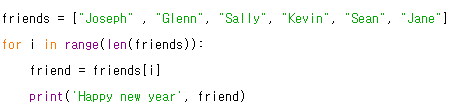 friends = ["Joseph" , "Glenn", "Sally", "Kevin", "Sean", "Jane"]
for i in range(len(friends)):
    friend = friends[i]
    print('Happy new year', friend)